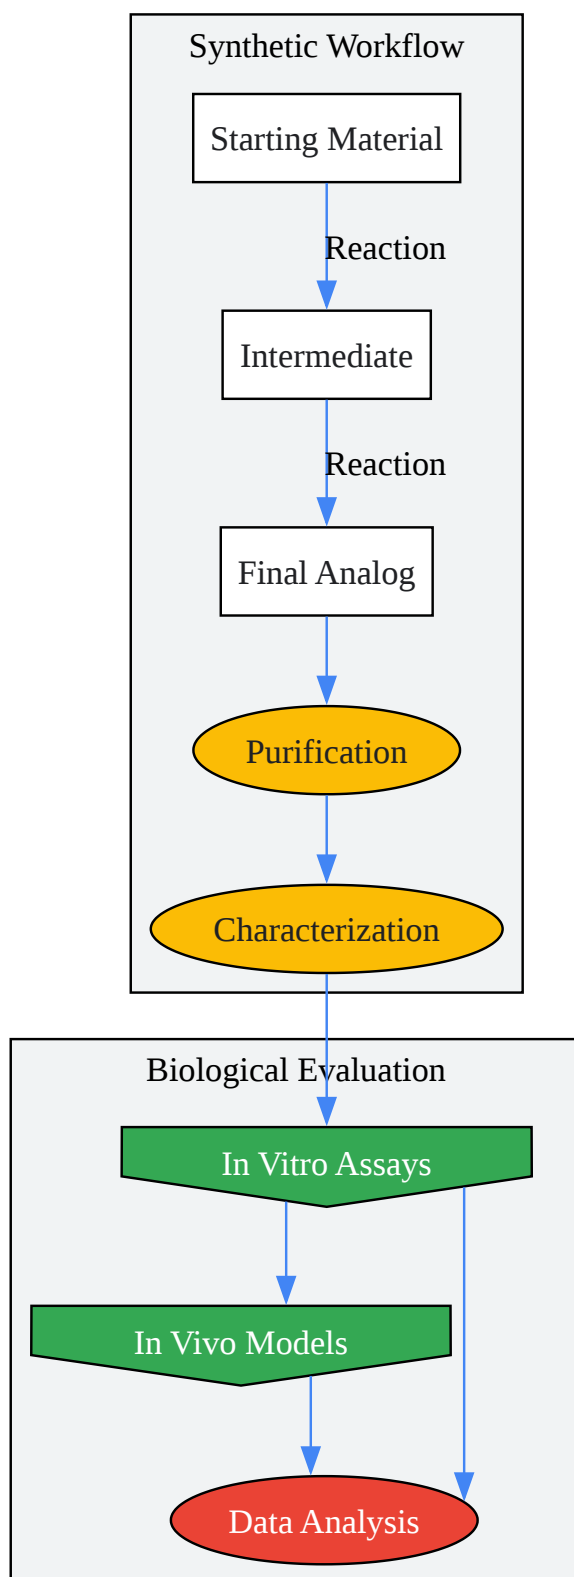 Synthetic Workflow
Starting Material
Reaction
Intermediate
Reaction
Final Analog
Purification
Characterization
Biological Evaluation
In Vitro Assays
In Vivo Models
Data Analysis